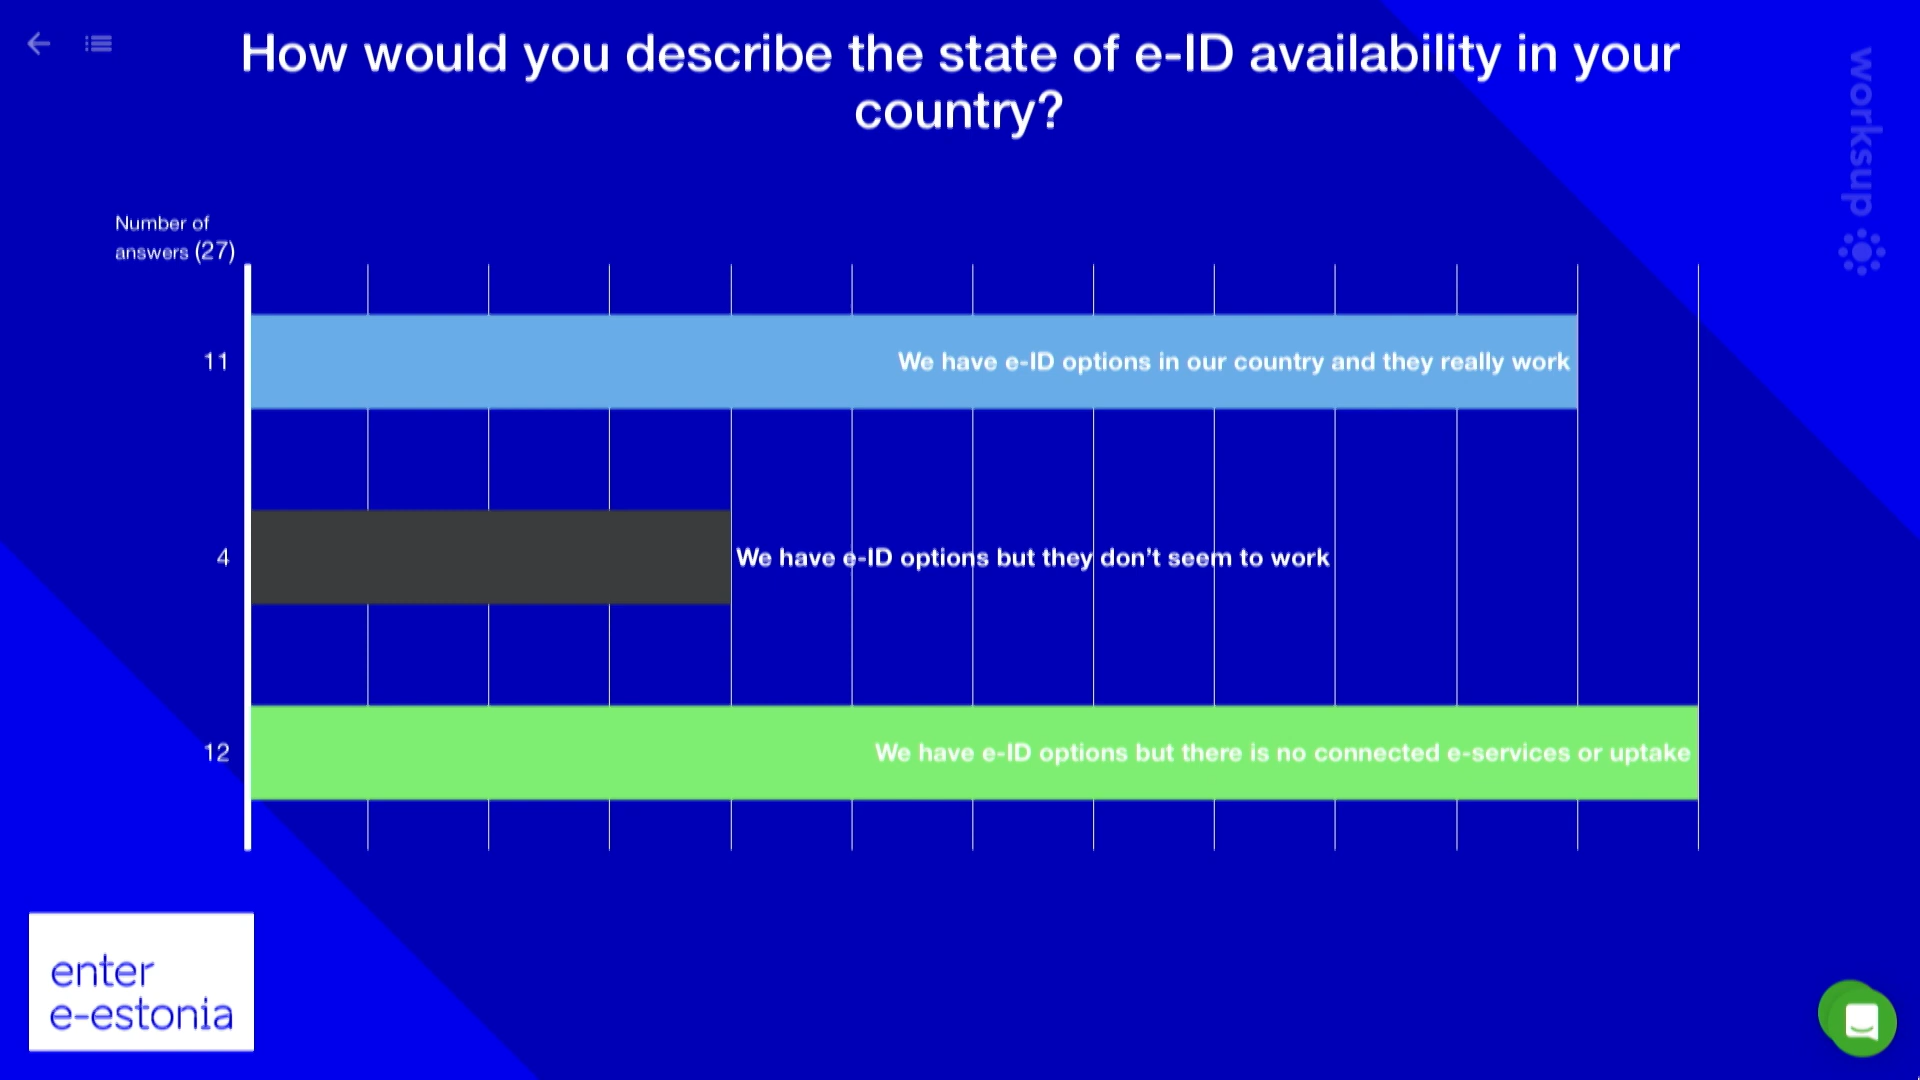 How would you describe the state of e-ID availability in your
country?
worksup
Number of
answers (27)
11
We have e-ID options in our country and they really work
4
We have e-ID options but they don't seem to work
12
We have e-ID options but there is no connected e-services or uptake
enter
e-estonia